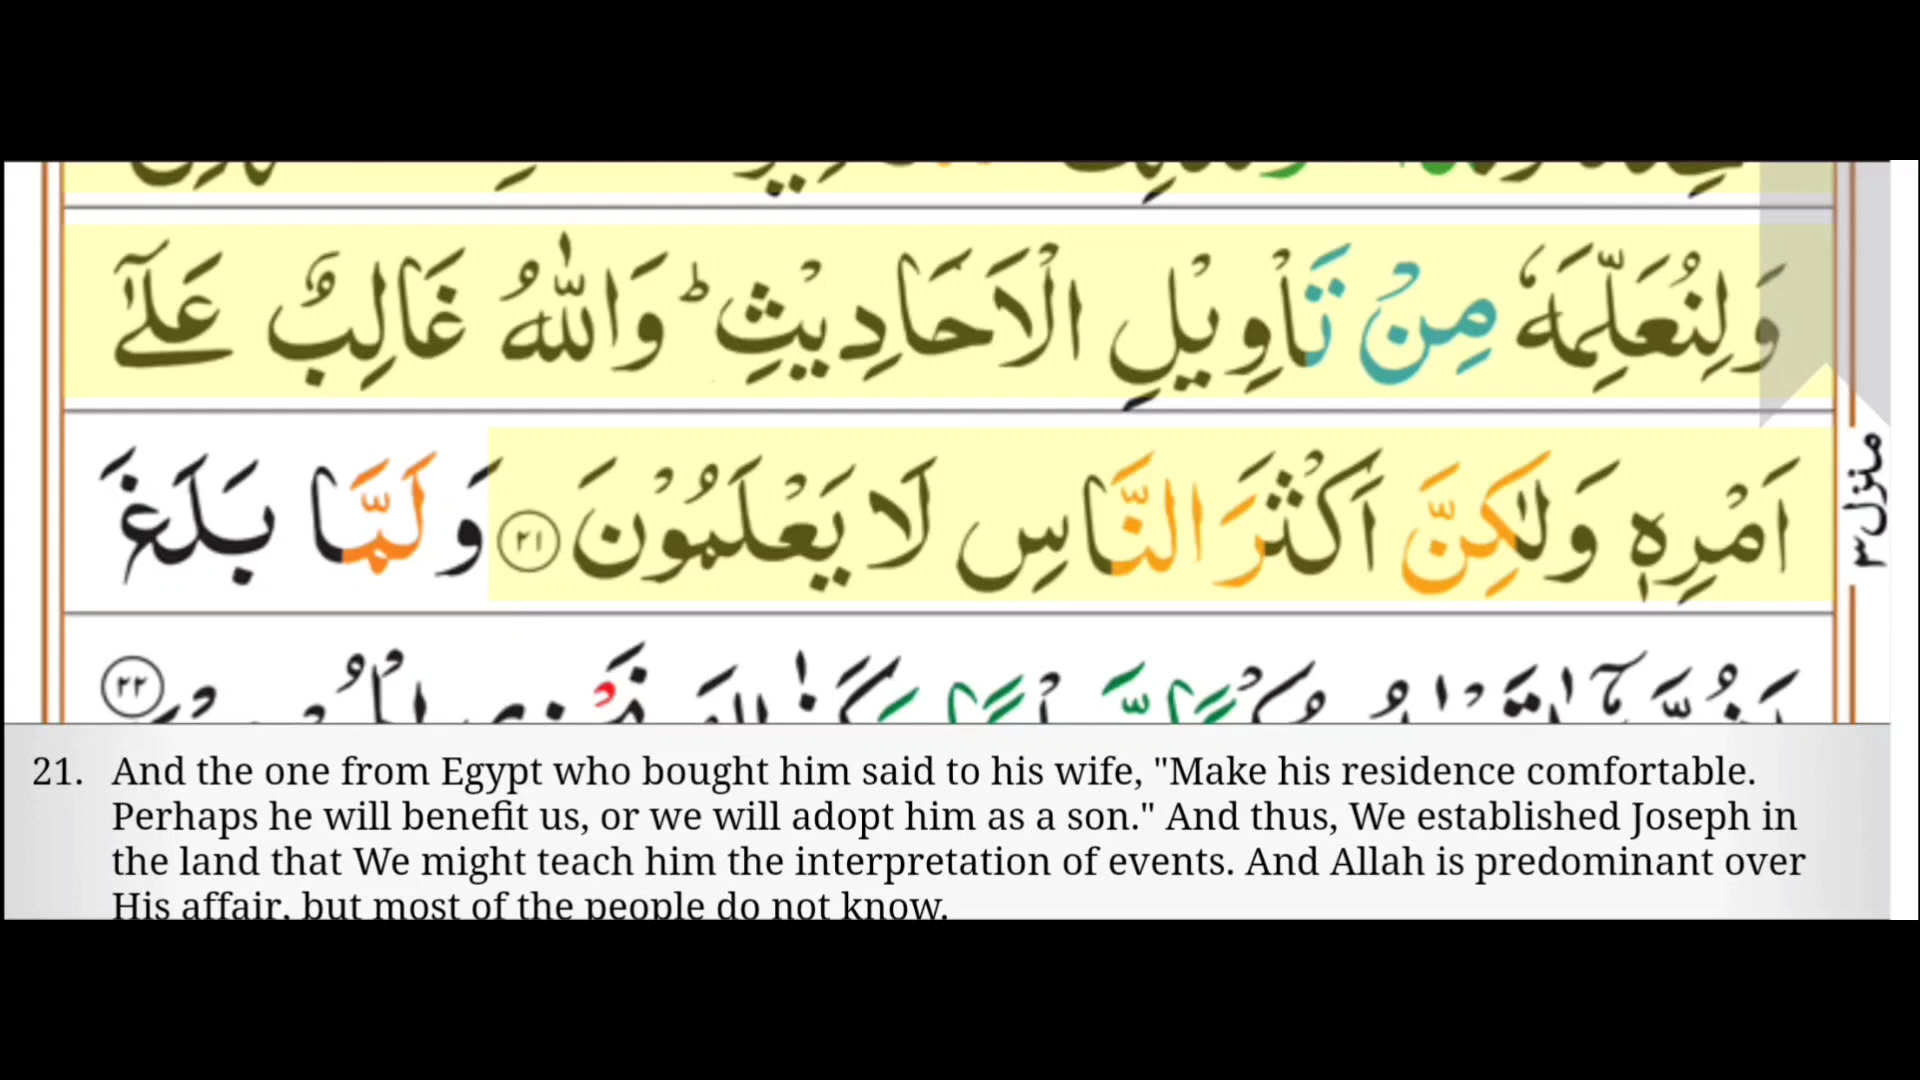 وَلِنُعَلِّمَهٗ مِنْ تَاْوِیْلِ الْاَحَادِیْثِ ؕ وَاللّٰهُ غَالِبٌ عَلٰۤی
اَمْرِهٖ وَلٰكِنَّ اَكْثَرَ النَّاسِ لَا یَعْلَمُوْنَ ﴿۲۱﴾ وَلَمَّا بَلَغَ
منزل ۳
۲۲
21. And the one from Egypt who bought him said to his wife, "Make his residence comfortable.
Perhaps he will benefit us, or we will adopt him as a son." And thus, We established Joseph in
the land that We might teach him the interpretation of events. And Allah is predominant over
His affair, but most of the people do not know.